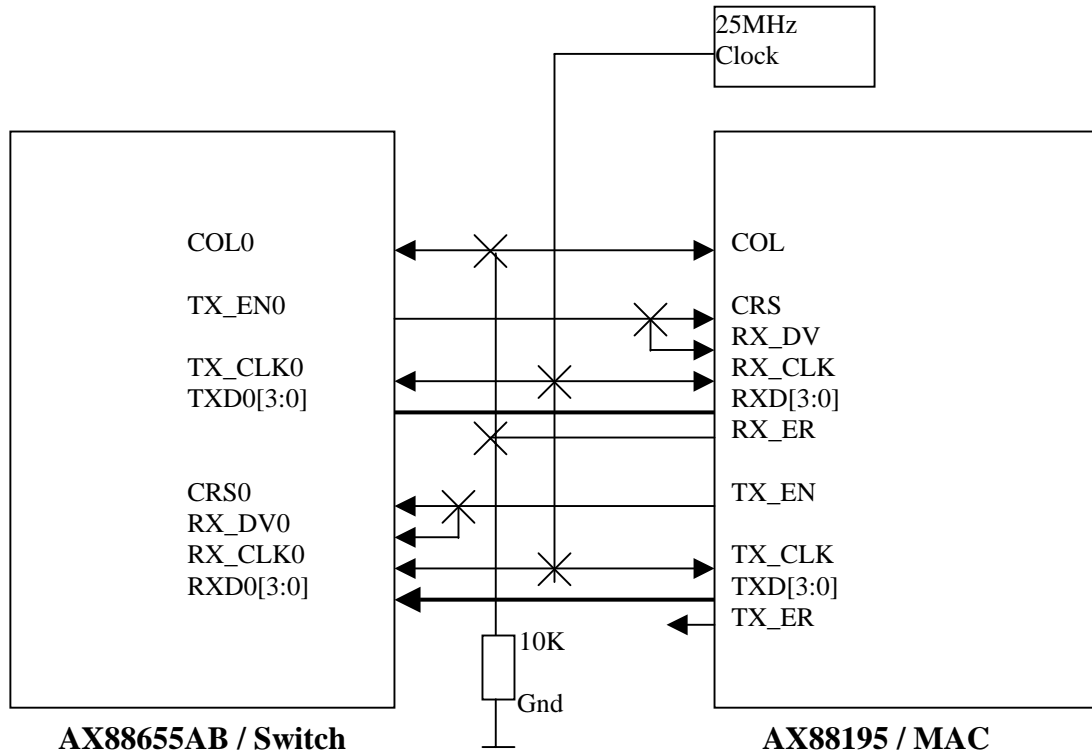 25MHz
Clock
COL0
TX_EN0
TX_CLK0
TXD0[3:0]
CRS0
RX_DV0
RX_CLK0
RXD0[3:0]
COL
CRS
RX_DV
RX_CLK
RXD[3:0]
RX_ER
TX_EN
TX_CLK
TXD[3:0]
TX_ER
10K
Gnd
AX88655AB / Switch
AX88195 / MAC